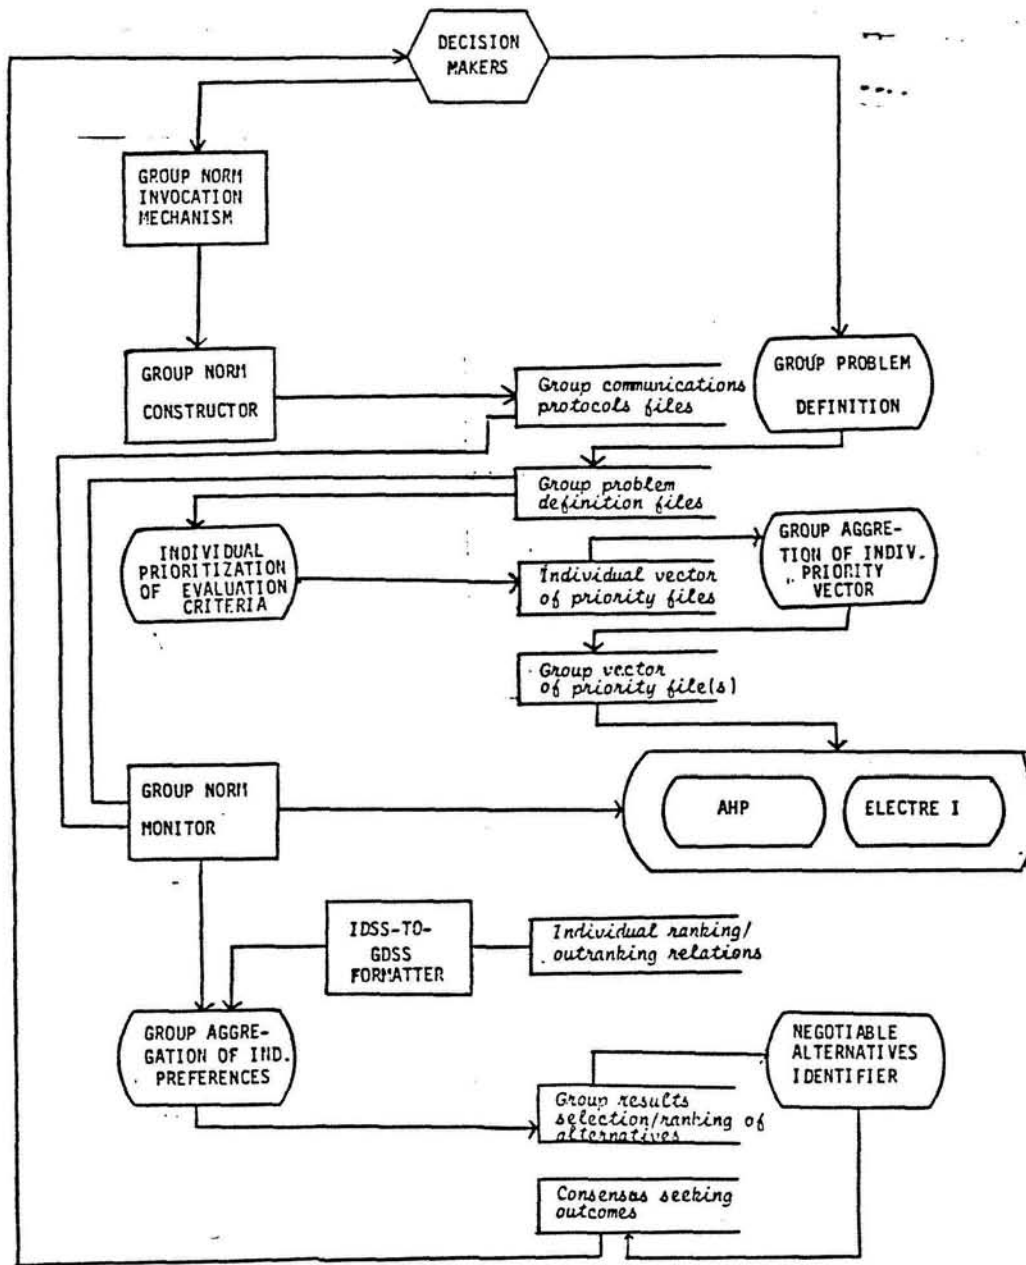 DECISION
MAKERS
GROUP NORM
INVOCATION
MECHANISM
GROUP NORM
CONSTRUCTOR
Group communications
protocols files
GROUP PROBLEM
DEFINITION
Group problem
definition files
INDIVIDUAL
PRIORITIZATION
OF EVALUATION
CRITERIA
Individual vector
of priority files
GROUP AGGRE-
TION OF INDIV.
PRIORITY
VECTOR
Group vector
of priority file(s)
GROUP NORM
MONITOR
AHP
ELECTRE I
IDSS-TO-
GDSS
FORMATTER
Individual ranking/
outranking relations
GROUP AGGRE-
GATION OF IND.
PREFERENCES
NEGOTIABLE
ALTERNATIVES
IDENTIFIER
Group results
selection/ranking of
alternatives
Consensas seeking
outcomes